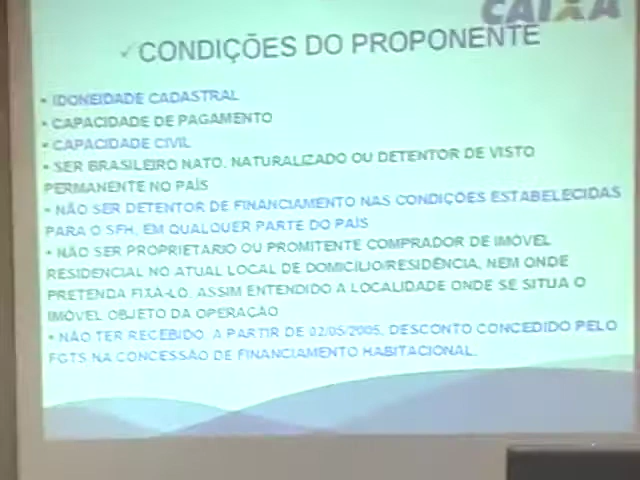 CAIXA
✓CONDIÇÕES DO PROPONENTE
• IDONEIDADE CADASTRAL
• CAPACIDADE DE PAGAMENTO
• CAPACIDADE CIVIL
• SER BRASILEIRO NATO, NATURALIZADO OU DETENTOR DE VISTO
PERMANENTE NO PAÍS
• NÃO SER DETENTOR DE FINANCIAMENTO NAS CONDIÇÕES ESTABELECIDAS
PARA O SFH, EM QUALQUER PARTE DO PAÍS
• NÃO SER PROPRIETARIO OU PROMITENTE COMPRADOR DE IMÓVEL
RESIDENCIAL NO ATUAL LOCAL DE DOMICÍLIO/RESIDÊNCIA, NEM ONDE
PRETENDA FIXÁ-LO, ASSIM ENTENDIDO A LOCALIDADE ONDE SE SITUA O
IMÓVEL OBJETO DA OPERAÇÃO
• NÃO TER RECEBIDO, A PARTIR DE 02/05/2005, DESCONTO CONCEDIDO PELO
FGTS NA CONCESSÃO DE FINANCIAMENTO HABITACIONAL.